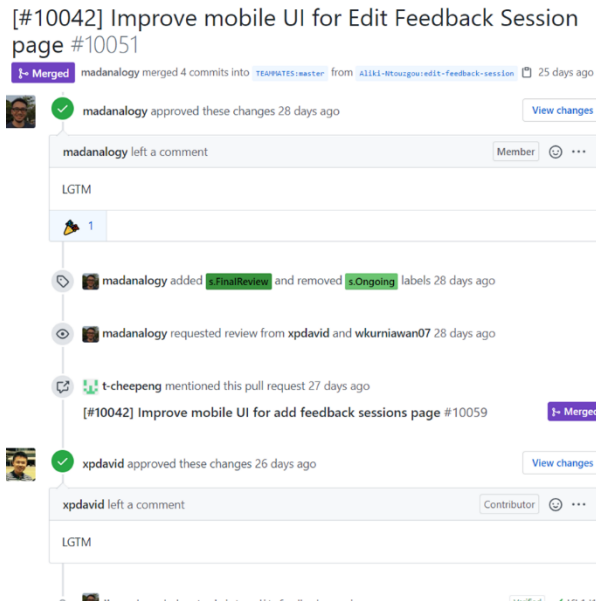 [#10042] Improve mobile UI for Edit Feedback Session
page #10051
Merged madanalogy merged 4 commits into TEAMMATES:master from Aliki-Ntouzgou:edit-feedback-session 25 days ago
madanalogy approved these changes 28 days ago View changes
madanalogy left a comment Member
LGTM
1
madanalogy added s.FinalReview and removed s.Ongoing labels 28 days ago
madanalogy requested review from xpdavid and wkurniawan07 28 days ago
t-cheepeng mentioned this pull request 27 days ago
[#10042] Improve mobile UI for add feedback sessions page #10059 Merged
xpdavid approved these changes 26 days ago View changes
xpdavid left a comment Contributor
LGTM